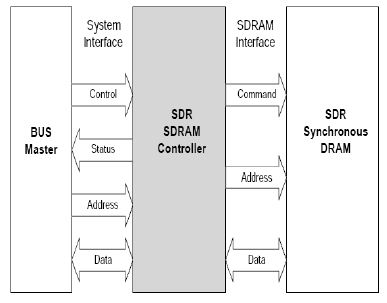 System
Interface
SDRAM
Interface
Control
Command
BUS
Master
SDR
SDRAM
Controller
SDR
Synchronous
DRAM
Status
Address
Address
Data
Data